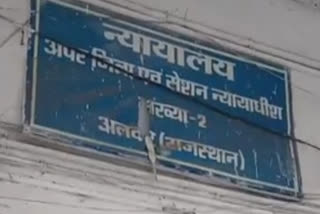 न्यायालय
अपर जिला एवं सेशन न्यायाधीश
संख्या-2
अलवर (राजस्थान)